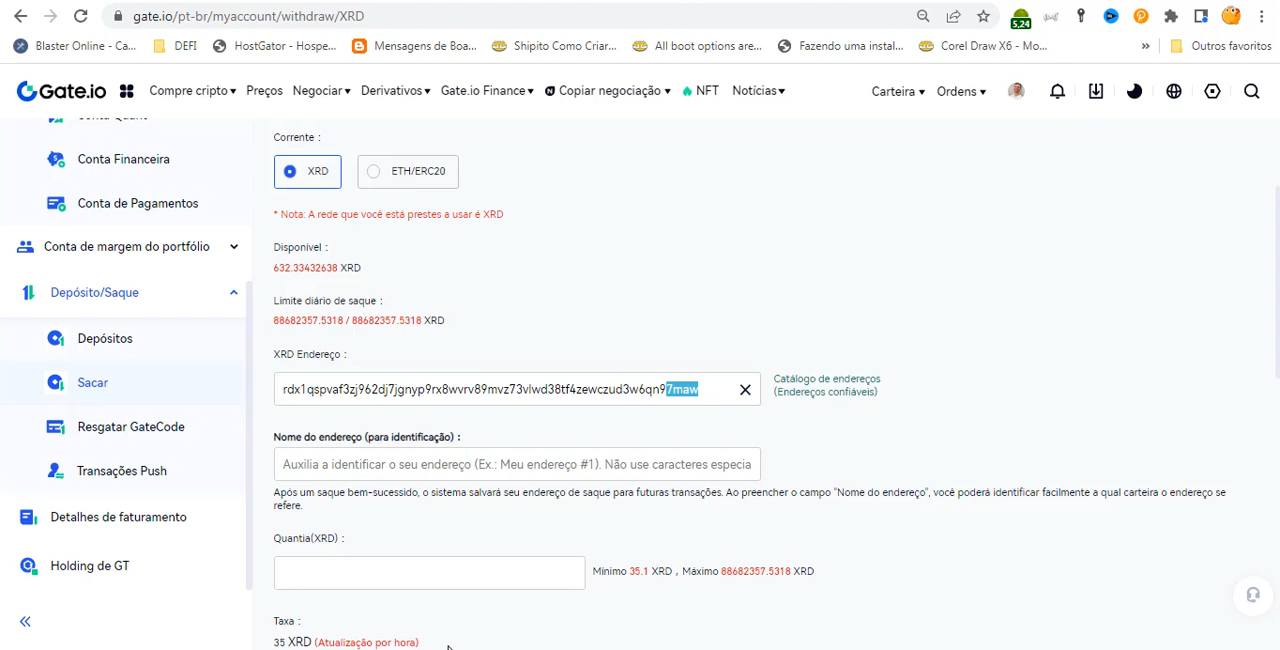 gate.io/pt-br/myaccount/withdraw/XRD
5,24
Blaster Online - Ca... DEFI HostGator - Hospe... Mensagens de Boa... Shipito Como Criar... All boot options are... Fazendo uma instal... Corel Draw X6 - Mo... » Outros favoritos
Gate.io Compre cripto Preços Negociar Derivativos Gate.io Finance Copiar negociação NFT Notícias Carteira Ordens
Conta Quant
Conta Financeira
Conta de Pagamentos
Conta de margem do portfólio
Depósito/Saque
Depósitos
Sacar
Resgatar GateCode
Transações Push
Detalhes de faturamento
Holding de GT
Corrente :
XRD ETH/ERC20
* Nota: A rede que você está prestes a usar é XRD
Disponível :
632.33432638 XRD
Limite diário de saque :
88682357.5318 / 88682357.5318 XRD
XRD Endereço :
rdx1qspvaf3zj962dj7jgnyp9rx8wvrv89mvz73vlwd38tf4zewczud3w6qn97maw
Catálogo de endereços
(Endereços confiáveis)
Nome do endereço (para identificação) :
Auxilia a identificar o seu endereço (Ex.: Meu endereço #1). Não use caracteres especia
Após um saque bem-sucessido, o sistema salvará seu endereço de saque para futuras transações. Ao preencher o campo "Nome do endereço", você poderá identificar facilmente a qual carteira o endereço se
refere.
Quantia(XRD) :
Mínimo 35.1 XRD , Máximo 88682357.5318 XRD
Taxa :
35 XRD (Atualização por hora)